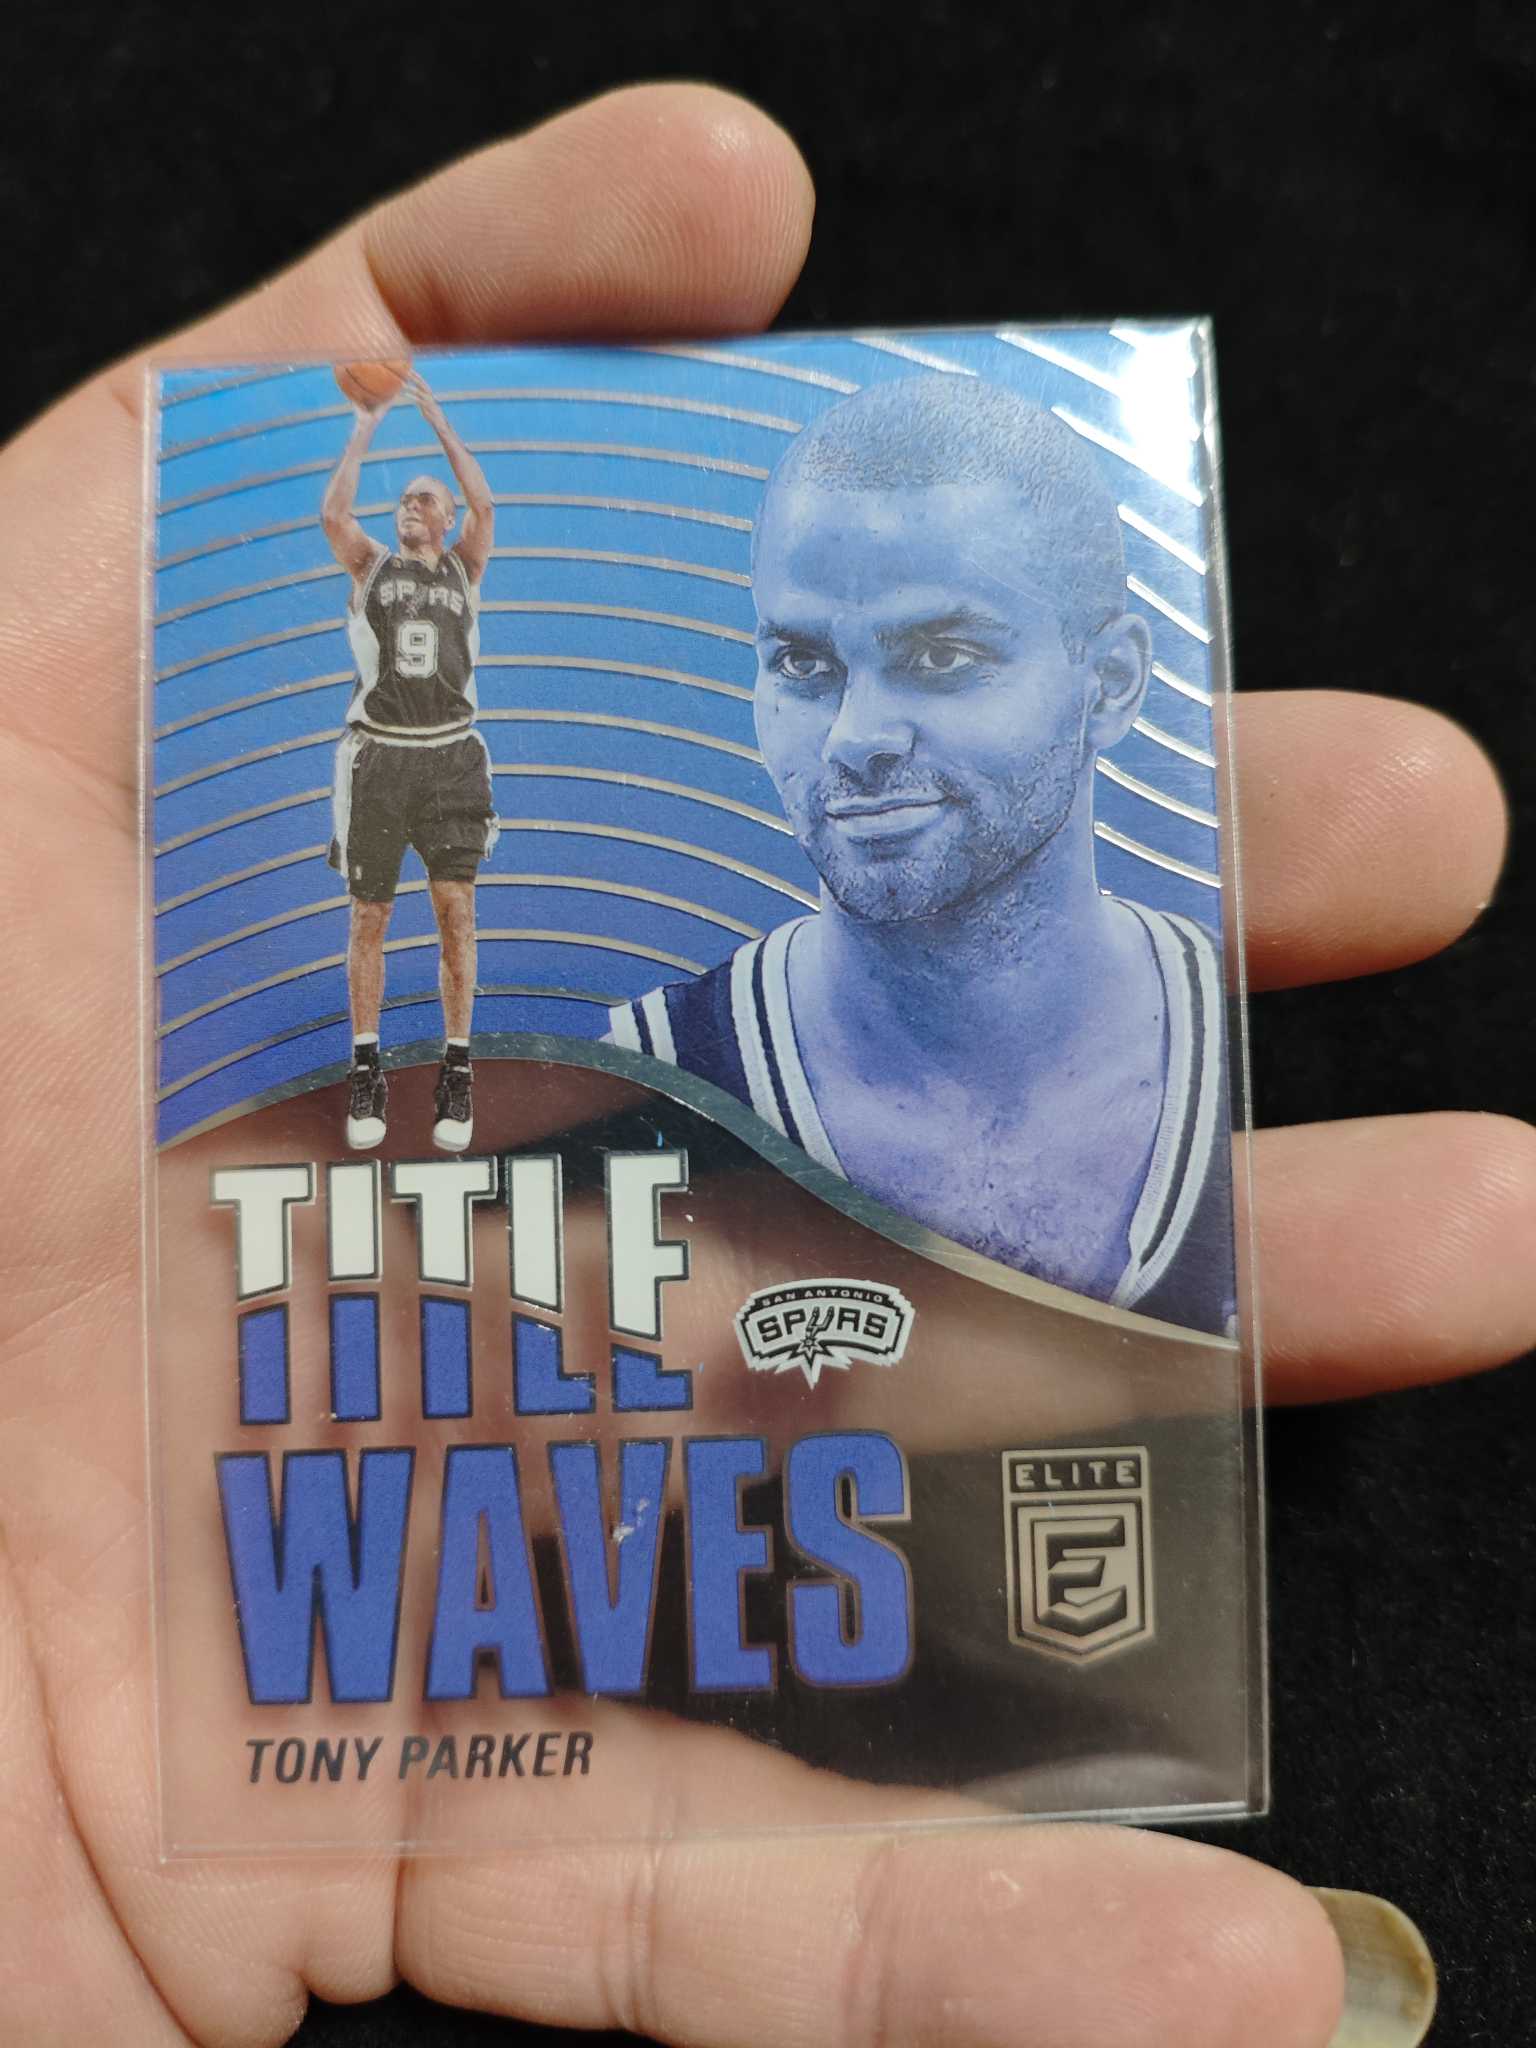 SPURS
9
TITLE
WAVES
SAN ANTONIO
SPURS
ELITE
E
TONY PARKER